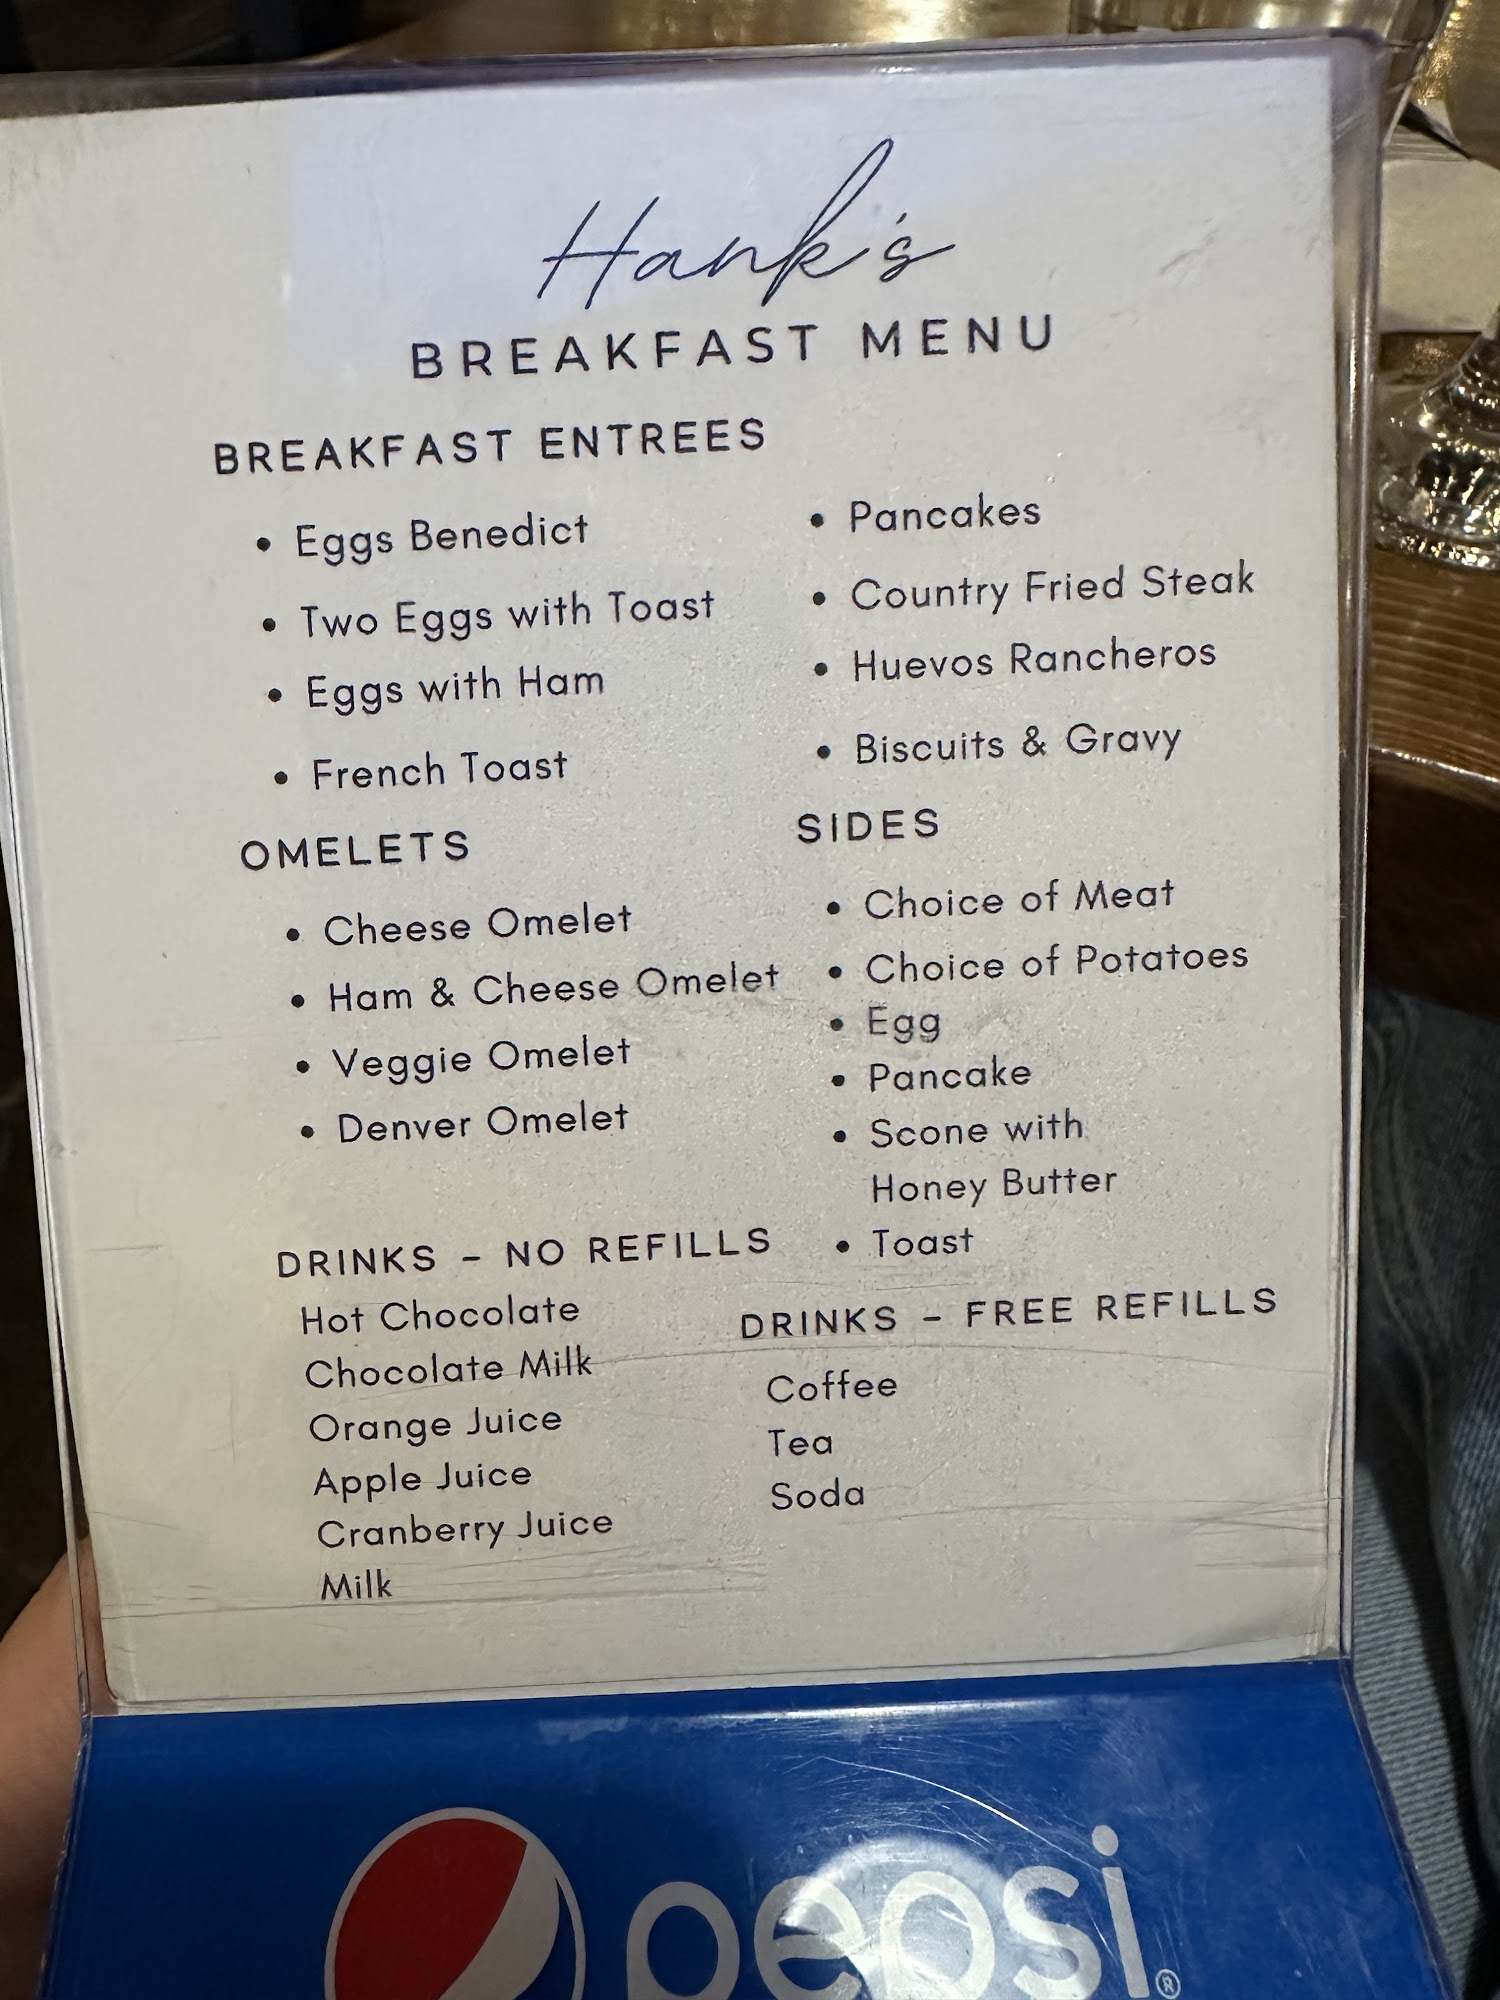 Hank's
BREAKFAST MENU
BREAKFAST ENTREES
• Eggs Benedict
• Two Eggs with Toast
• Eggs with Ham
• French Toast
• Pancakes
• Country Fried Steak
• Huevos Rancheros
• Biscuits & Gravy
OMELETS
• Cheese Omelet
• Ham & Cheese Omelet
• Veggie Omelet
• Denver Omelet
SIDES
• Choice of Meat
• Choice of Potatoes
• Egg
• Pancake
• Scone with
Honey Butter
• Toast
DRINKS - NO REFILLS
Hot Chocolate
Chocolate Milk
Orange Juice
Apple Juice
Cranberry Juice
Milk
DRINKS - FREE REFILLS
Coffee
Tea
Soda
pepsi®